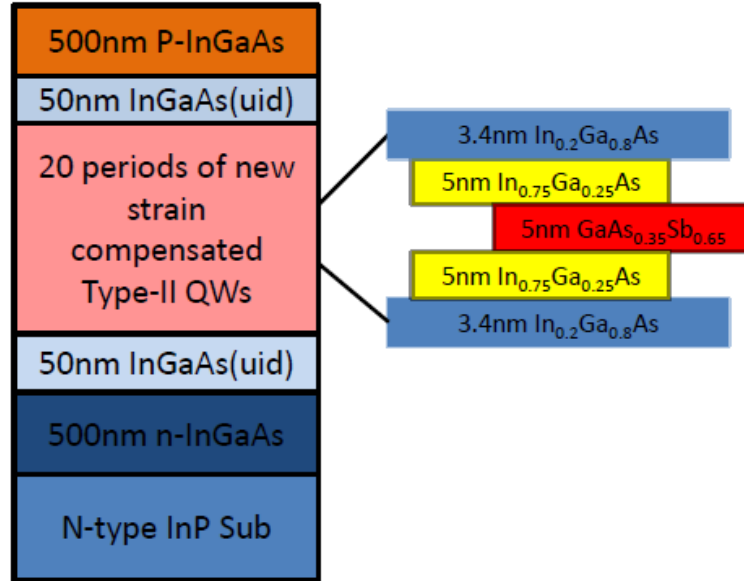 500nm P-InGaAs
50nm InGaAs(uid)
20 periods of new
strain
compensated
Type-II QWs
50nm InGaAs(uid)
500nm n-InGaAs
N-type InP Sub
3.4nm In0.2Ga0.8As
5nm In0.75Ga0.25As
5nm GaAs0.35Sb0.65
5nm In0.75Ga0.25As
3.4nm In0.2Ga0.8As